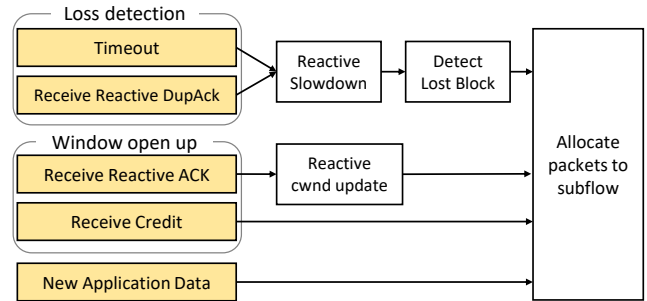 Loss detection
Timeout
Receive Reactive DupAck
Reactive
Slowdown
Detect
Lost Block
Window open up
Receive Reactive ACK
Reactive
cwnd update
Receive Credit
New Application Data
Allocate
packets to
subflow